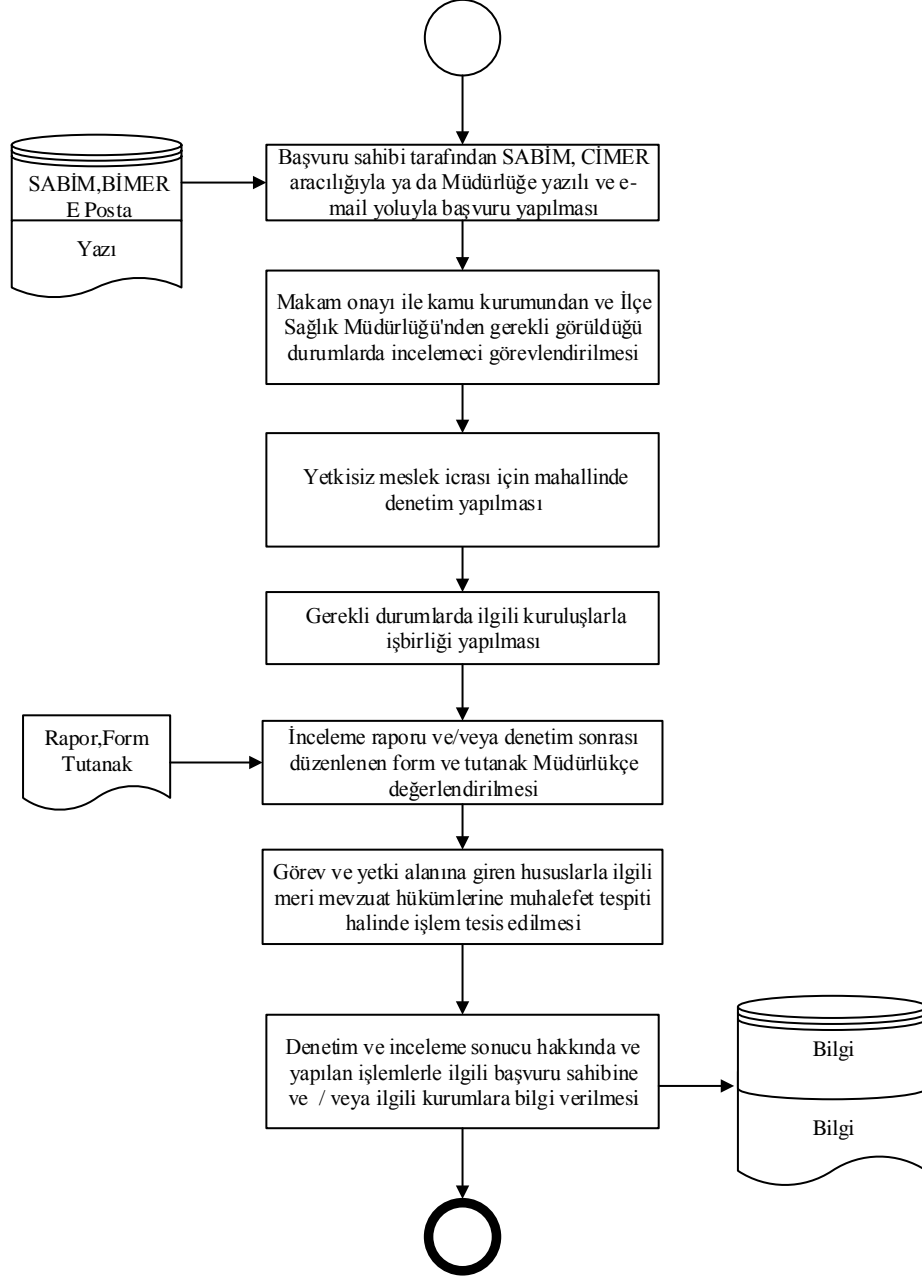 Başvuru sahibi tarafından SABİM, CİMER
aracılığıyla ya da Müdürlüğe yazılı ve e-
mail yoluyla başvuru yapılması
SABİM,BİMER
E Posta
Yazı
Makam onayı ile kamu kurumundan ve İlçe
Sağlık Müdürlüğü'nden gerekli görüldüğü
durumlarda incelemeci görevlendirilmesi
Yetkisiz meslek icrası için mahallinde
denetim yapılması
Gerekli durumlarda ilgili kuruluşlarla
işbirliği yapılması
Rapor,Form
Tutanak
İnceleme raporu ve/veya denetim sonrası
düzenlenen form ve tutanak Müdürlükçe
değerlendirilmesi
Görev ve yetki alanına giren hususlarla ilgili
meri mevzuat hükümlerine muhalefet tespiti
halinde işlem tesis edilmesi
Denetim ve inceleme sonucu hakkında ve
yapılan işlemlerle ilgili başvuru sahibine
ve / veya ilgili kurumlara bilgi verilmesi
Bilgi
Bilgi